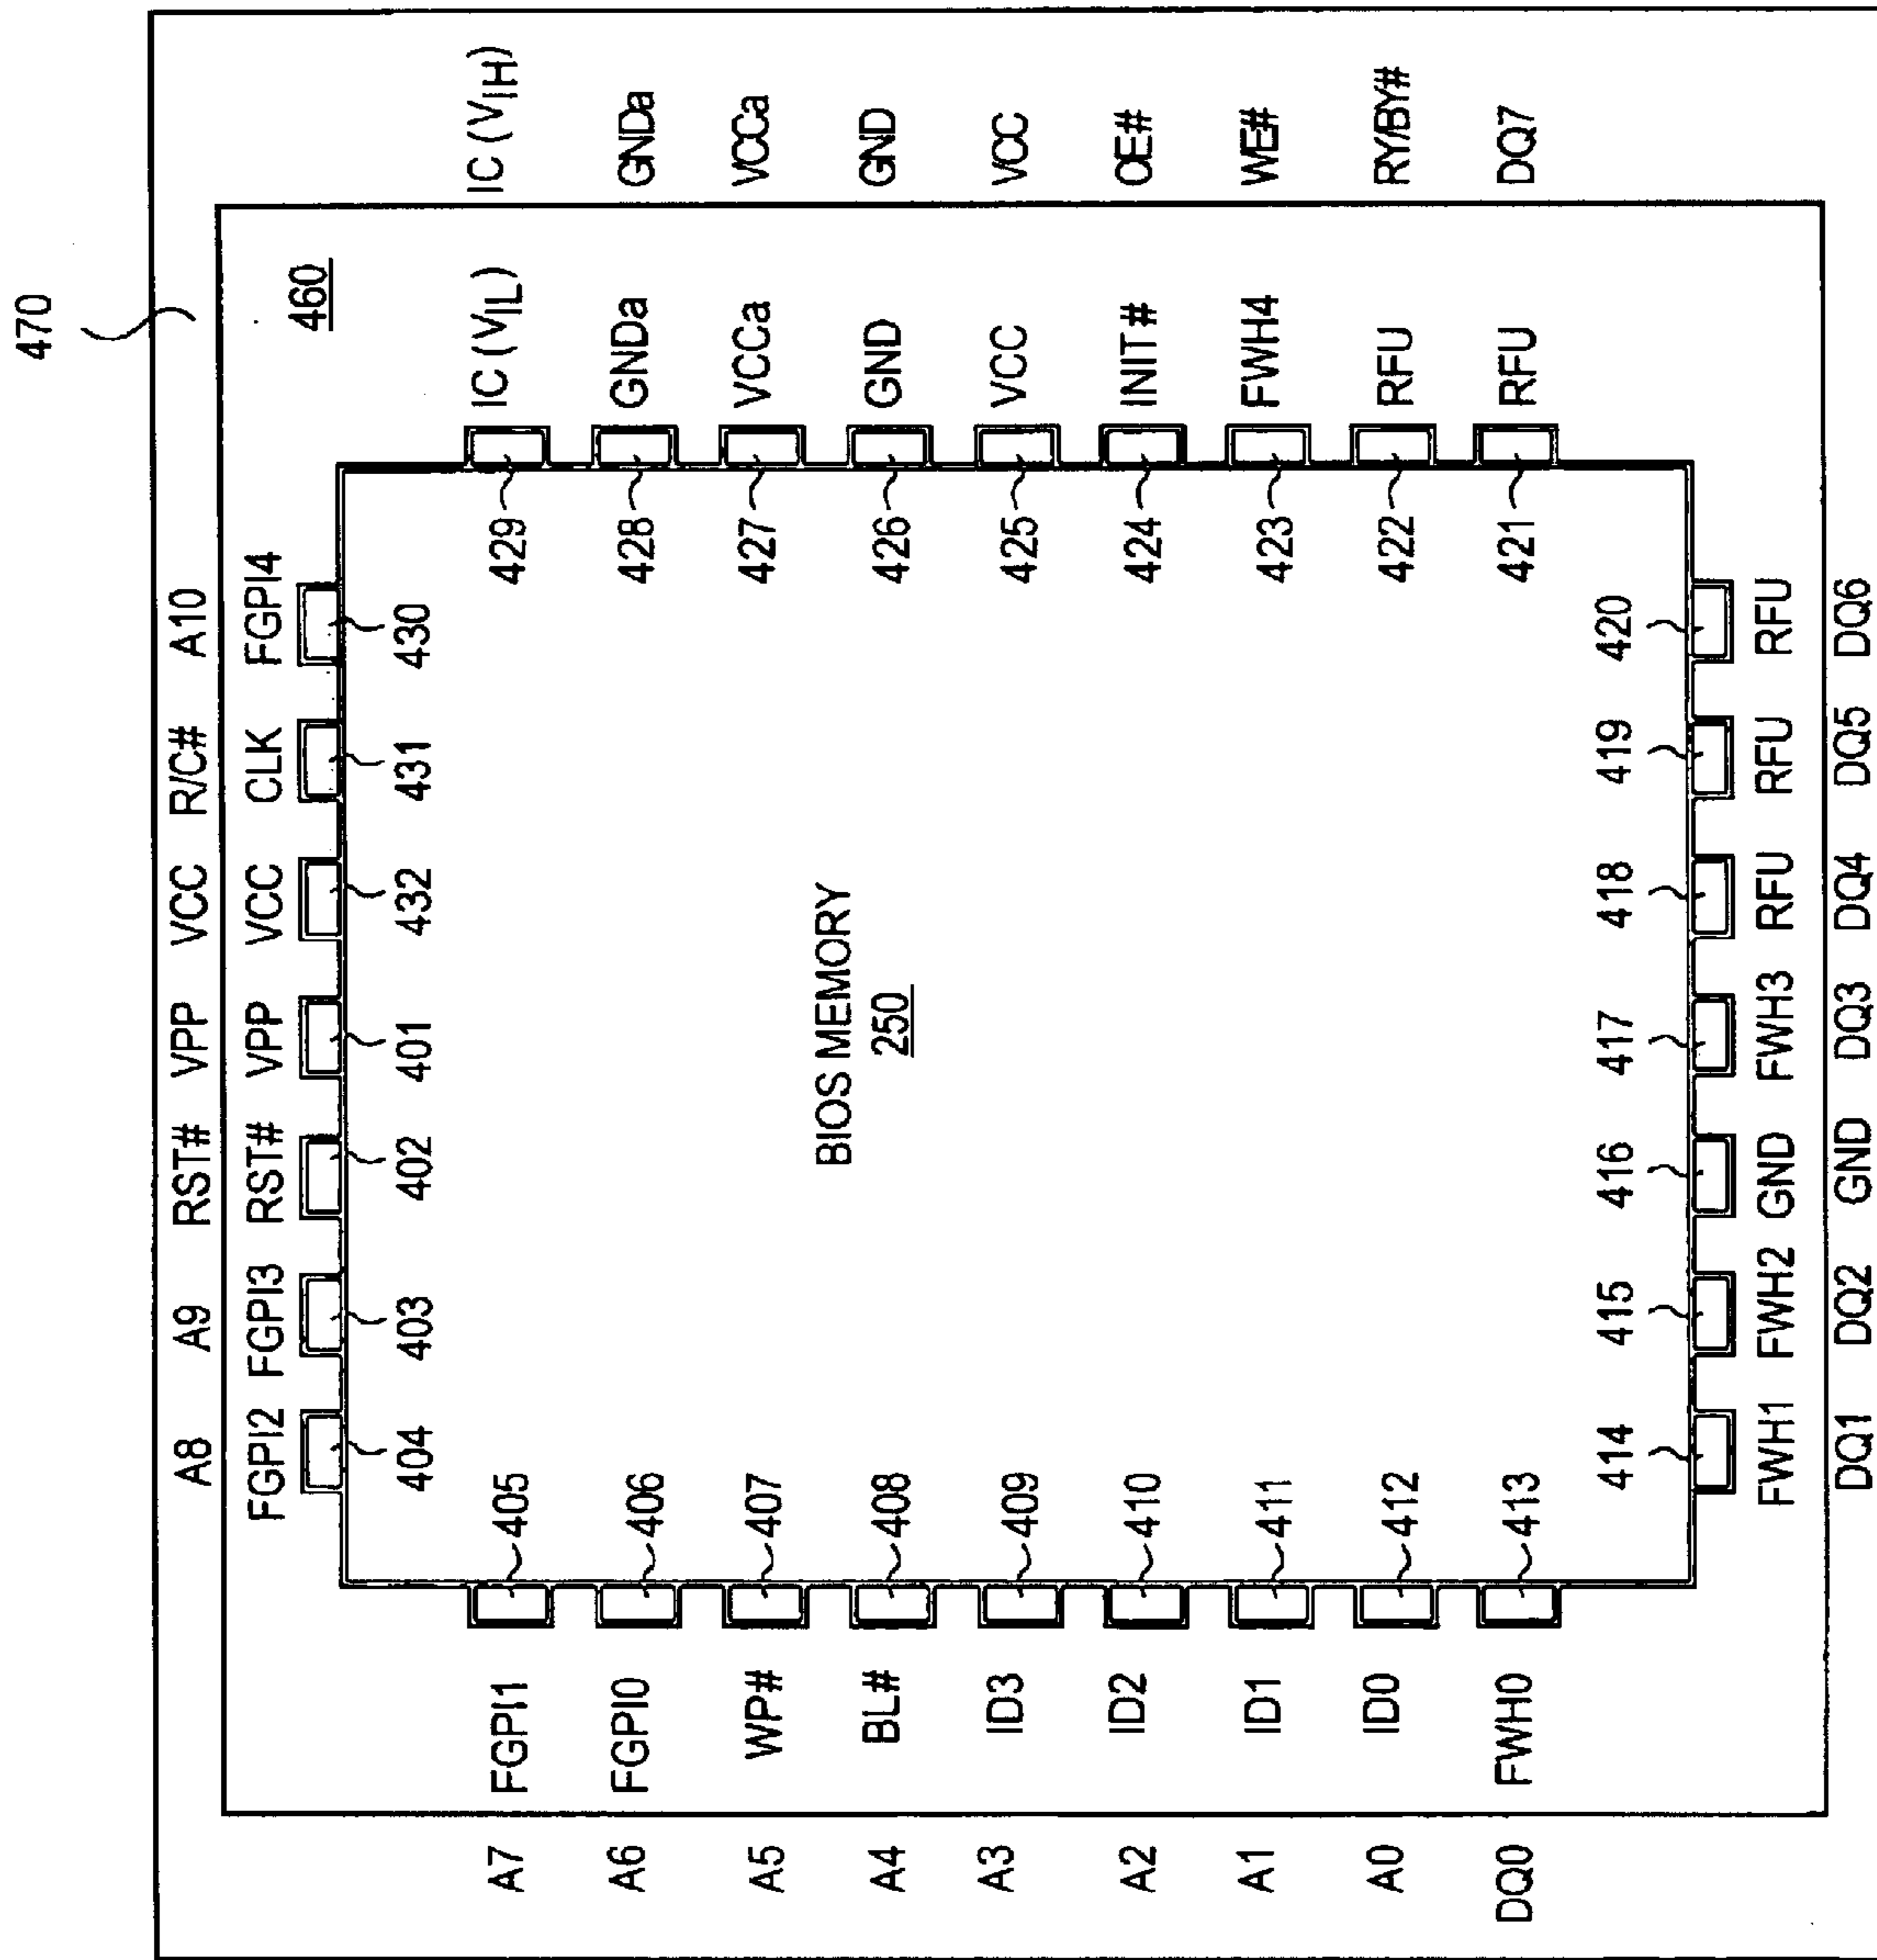 470
A8 A9 RST# VPP VCC R/C# A10
FGPI2 FGPI3 RST# VPP VCC CLK FGPI4
460
404 403 402 401 432 431 430
A7 FGPI1 405 429 IC (VIL) IC (VIH)
A6 FGPI0 406 428 GNDa GNDa
A5 WP# 407 427 VCCa VCCa
A4 BL# 408 426 GND GND
BIOS MEMORY
250
A3 ID3 409 425 VCC VCC
A2 ID2 410 424 INIT# OE#
A1 ID1 411 423 FWH4 WE#
A0 ID0 412 422 RFU RY/BY#
DQ0 FWH0 413 421 RFU DQ7
414 415 416 417 418 419 420
FWH1 FWH2 GND FWH3 RFU RFU RFU
DQ1 DQ2 GND DQ3 DQ4 DQ5 DQ6